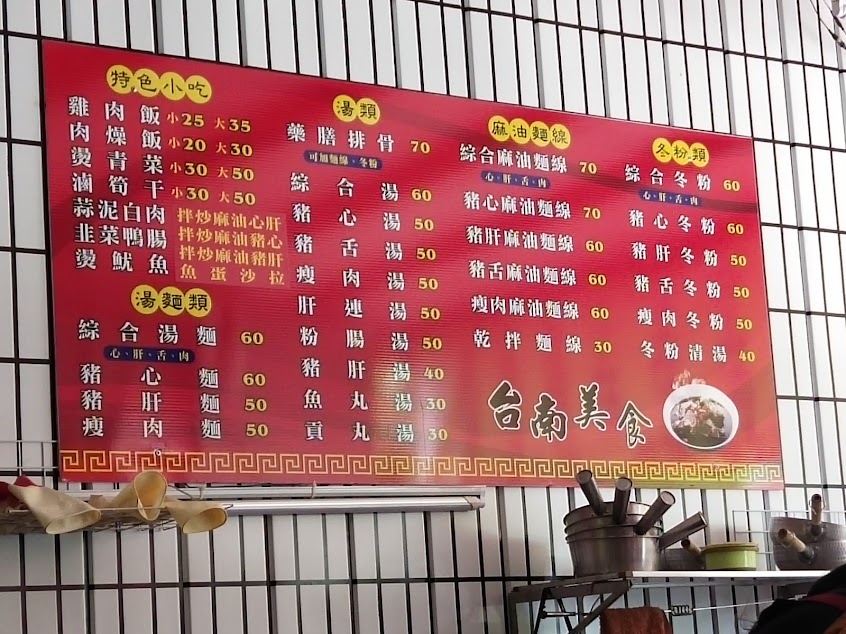 特色小吃
雞肉飯 小25 大35
肉燥飯 小20 大30
燙青菜 小30 大50
滷筍干 小30 大50
蒜泥白肉 拌炒麻油心肝
韭菜鴨腸 拌炒麻油豬心
燙魷魚 拌炒麻油豬肝
魚蛋沙拉
湯麵類
綜合湯麵 60
心、肝、舌、肉
豬心麵 60
豬肝麵 50
瘦肉麵 50
湯類
藥膳排骨 70
可加麵線、冬粉
綜合湯 60
豬心湯 50
豬舌湯 50
瘦肉湯 50
肝連湯 50
粉腸湯 50
豬肝湯 40
魚丸湯 30
貢丸湯 30
麻油麵線
綜合麻油麵線 70
心、肝、舌、肉
豬心麻油麵線 70
豬肝麻油麵線 60
豬舌麻油麵線 60
瘦肉麻油麵線 60
乾拌麵線 30
冬粉類
綜合冬粉 60
心、肝、舌、肉
豬心冬粉 60
豬肝冬粉 50
豬舌冬粉 50
瘦肉冬粉 50
冬粉清湯 40
台南美食